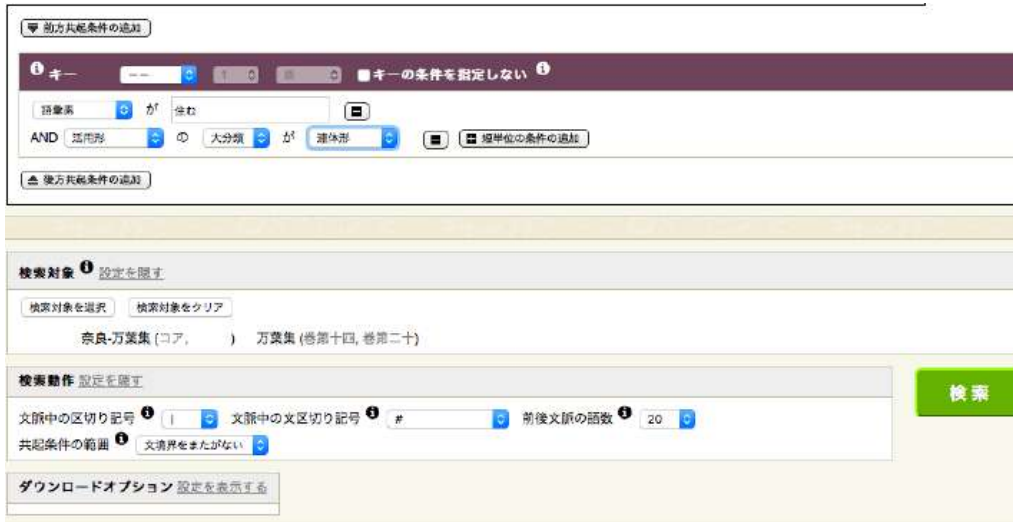 前方共起条件の追加
キー -- 1 語 キーの条件を指定しない
語彙素 が 住む
AND 活用形 の 大分類 が 連体形 短単位の条件の追加
後方共起条件の追加
検索対象 設定を隠す
検索対象を選択 検索対象をクリア
奈良-万葉集 (コア, ) 万葉集 (巻第十四, 巻第二十)
検索動作 設定を隠す
検索
文脈中の区切り記号 | 文脈中の文区切り記号 # 前後文脈の語数 20
共起条件の範囲 文境界をまたがない
ダウンロードオプション 設定を表示する